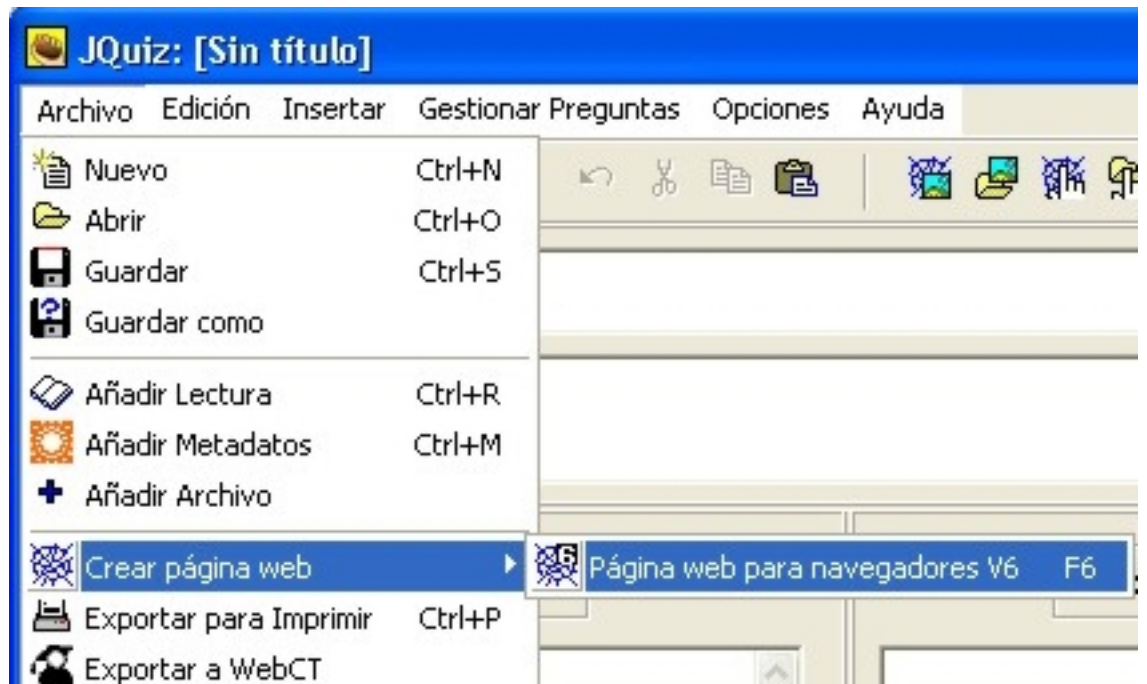 JQuiz: [Sin título]
Archivo Edición Insertar Gestionar Preguntas Opciones Ayuda
Nuevo Ctrl+N
Abrir Ctrl+O
Guardar Ctrl+S
Guardar como
Añadir Lectura Ctrl+R
Añadir Metadatos Ctrl+M
Añadir Archivo
Crear página web 6 Página web para navegadores V6 F6
Exportar para Imprimir Ctrl+P
Exportar a WebCT